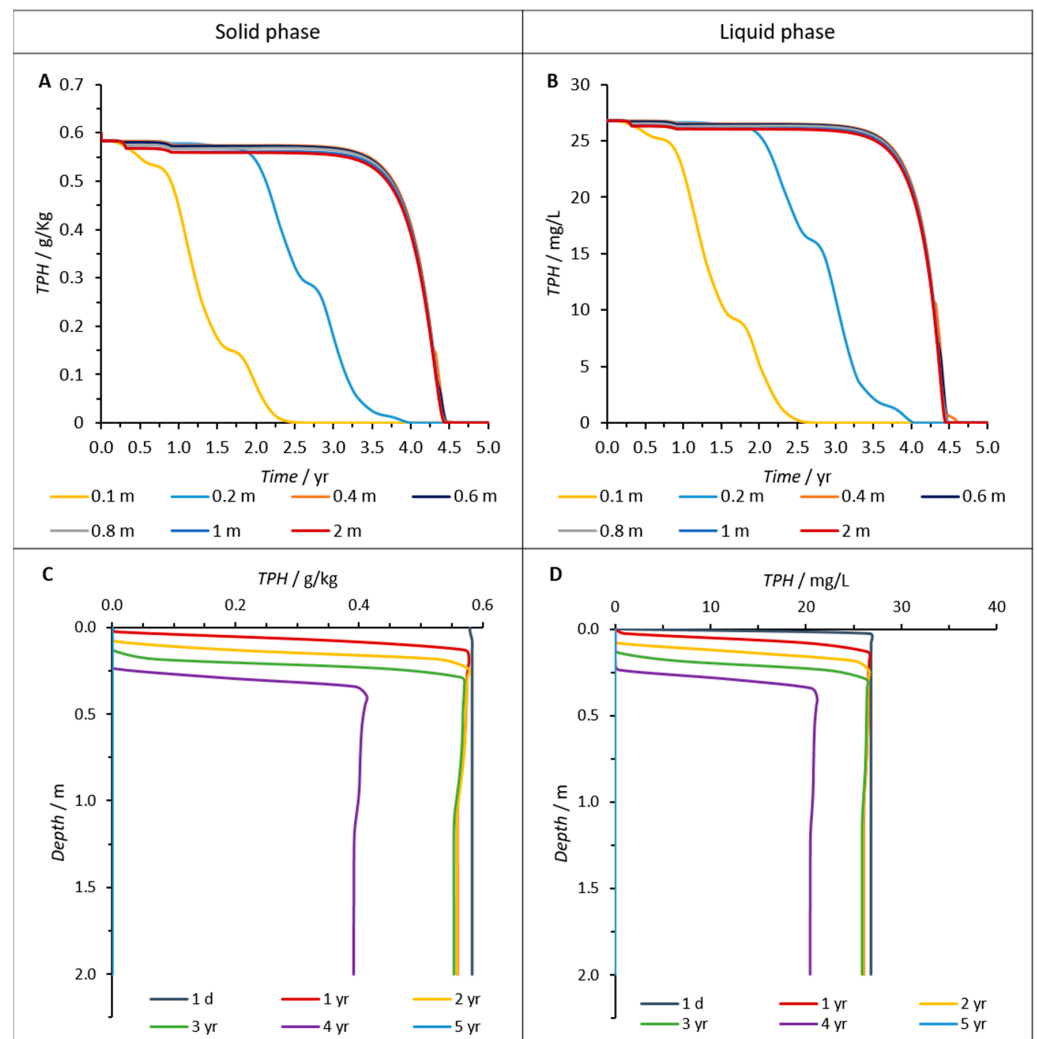 Solid phase
Liquid phase
A
TPH / g/Kg
0.7
0.6
0.5
0.4
0.3
0.2
0.1
0
0.0 0.5 1.0 1.5 2.0 2.5 3.0 3.5 4.0 4.5 5.0
Time / yr
0.1 m 0.2 m 0.4 m 0.6 m
0.8 m 1 m 2 m
B
TPH / mg/L
30
25
20
15
10
5
0
0.0 0.5 1.0 1.5 2.0 2.5 3.0 3.5 4.0 4.5 5.0
Time / yr
0.1 m 0.2 m 0.4 m 0.6 m
0.8 m 1 m 2 m
C
TPH / g/kg
0.0 0.2 0.4 0.6
Depth / m
0.0
0.5
1.0
1.5
2.0
1 d 1 yr 2 yr
3 yr 4 yr 5 yr
D
TPH / mg/L
0 10 20 30 40
Depth / m
0.0
0.5
1.0
1.5
2.0
1 d 1 yr 2 yr
3 yr 4 yr 5 yr